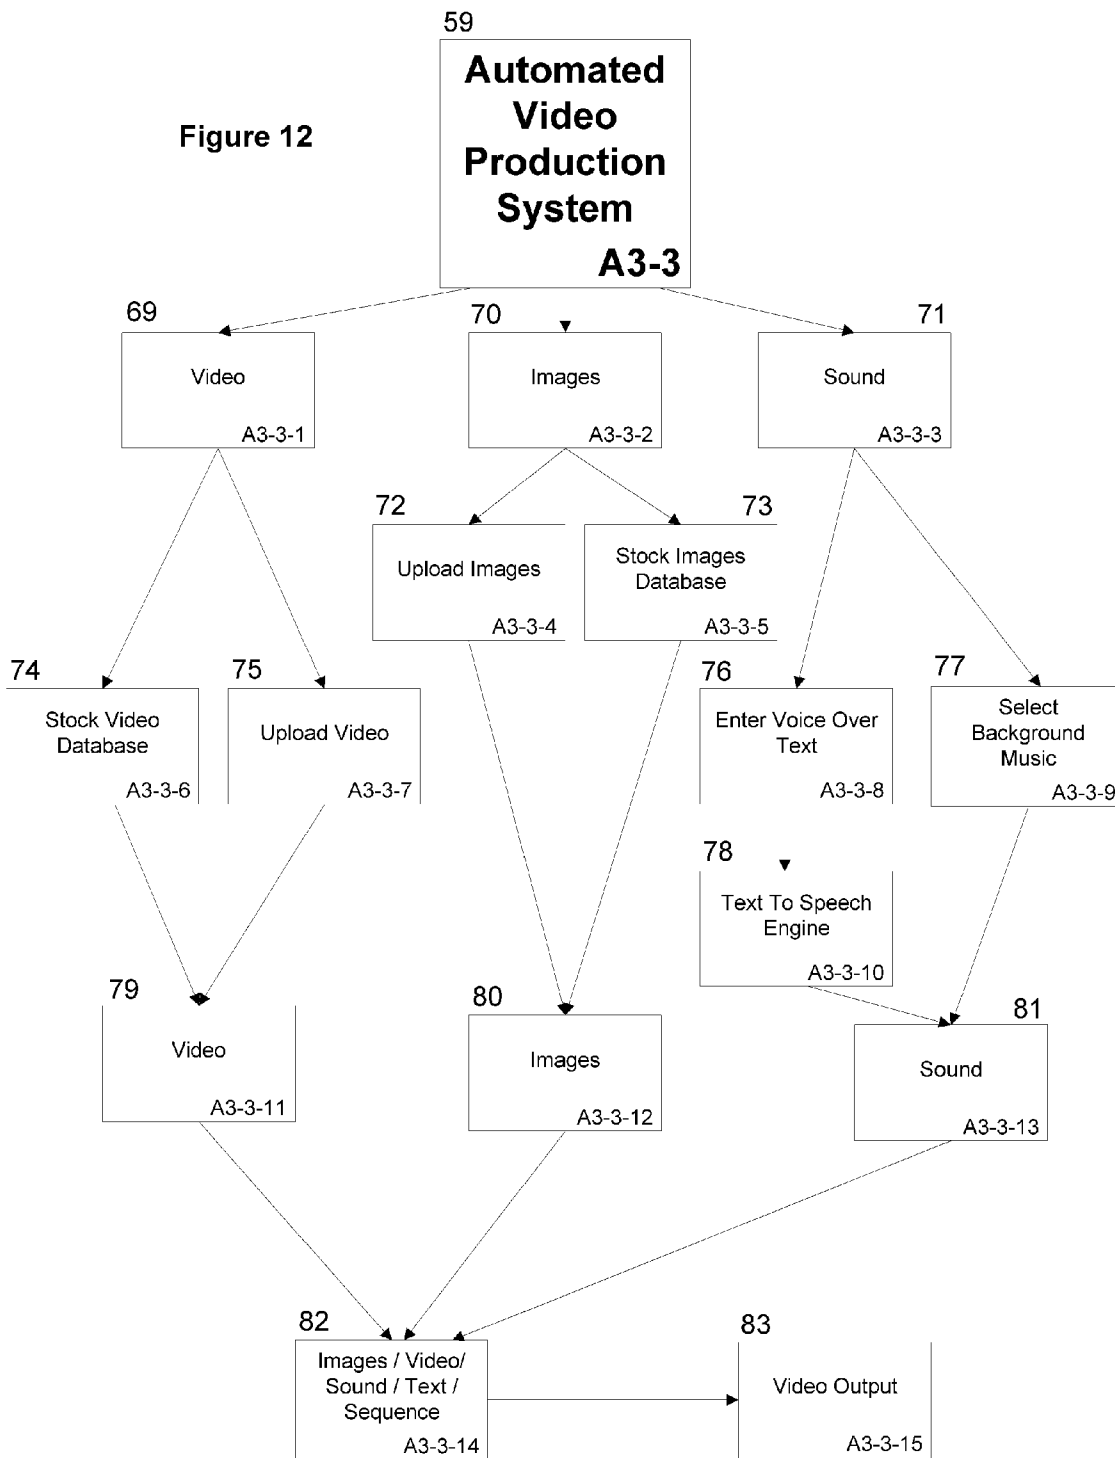 59
Automated
Video
Production
System
A3-3
Figure 12
69
Video
A3-3-1
70
Images
A3-3-2
71
Sound
A3-3-3
72
Upload Images
A3-3-4
73
Stock Images
Database
A3-3-5
74
Stock Video
Database
A3-3-6
75
Upload Video
A3-3-7
76
Enter Voice Over
Text
A3-3-8
77
Select
Background
Music
A3-3-9
78
Text To Speech
Engine
A3-3-10
79
Video
A3-3-11
80
Images
A3-3-12
81
Sound
A3-3-13
82
Images / Video/
Sound / Text /
Sequence
A3-3-14
83
Video Output
A3-3-15